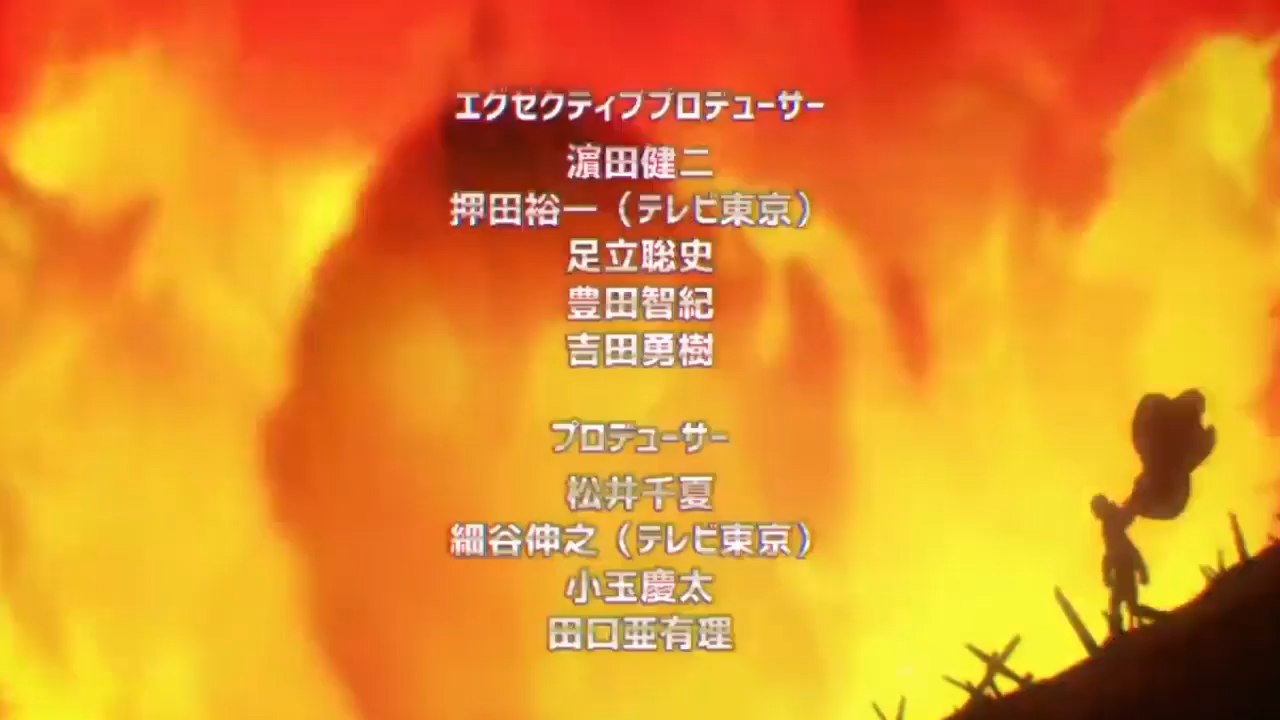 エグゼクティブプロデューサー
濵田健二
押田裕一（テレビ東京）
足立聡史
豊田智紀
吉田勇樹
プロデューサー
松井千夏
細谷伸之（テレビ東京）
小玉慶太
田口亜有理